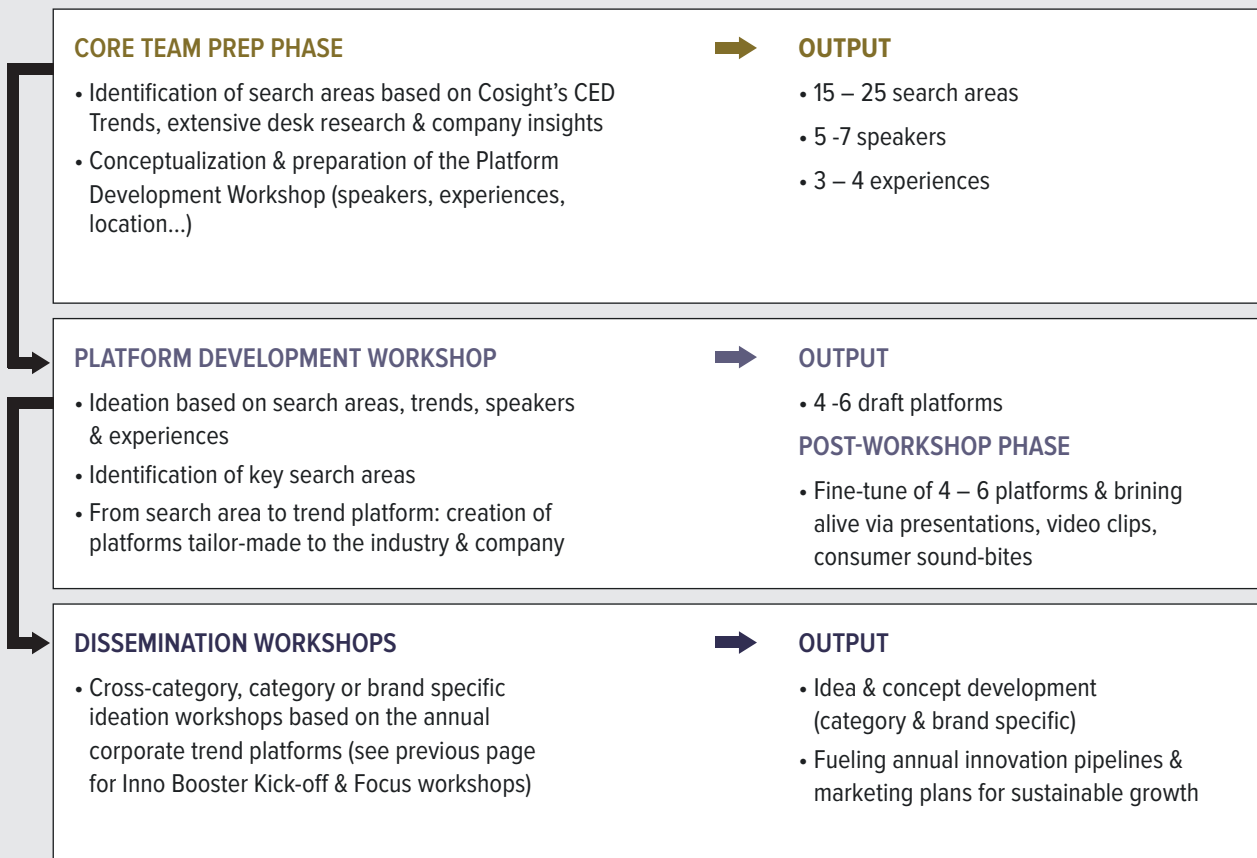 CORE TEAM PREP PHASE
• Identification of search areas based on Cosight's CED
Trends, extensive desk research & company insights
• Conceptualization & preparation of the Platform
Development Workshop (speakers, experiences,
location...)
OUTPUT
• 15 – 25 search areas
• 5 -7 speakers
• 3 – 4 experiences
PLATFORM DEVELOPMENT WORKSHOP
• Ideation based on search areas, trends, speakers
& experiences
• Identification of key search areas
• From search area to trend platform: creation of
platforms tailor-made to the industry & company
OUTPUT
• 4 -6 draft platforms
POST-WORKSHOP PHASE
• Fine-tune of 4 – 6 platforms & brining
alive via presentations, video clips,
consumer sound-bites
DISSEMINATION WORKSHOPS
• Cross-category, category or brand specific
ideation workshops based on the annual
corporate trend platforms (see previous page
for Inno Booster Kick-off & Focus workshops)
OUTPUT
• Idea & concept development
(category & brand specific)
• Fueling annual innovation pipelines &
marketing plans for sustainable growth